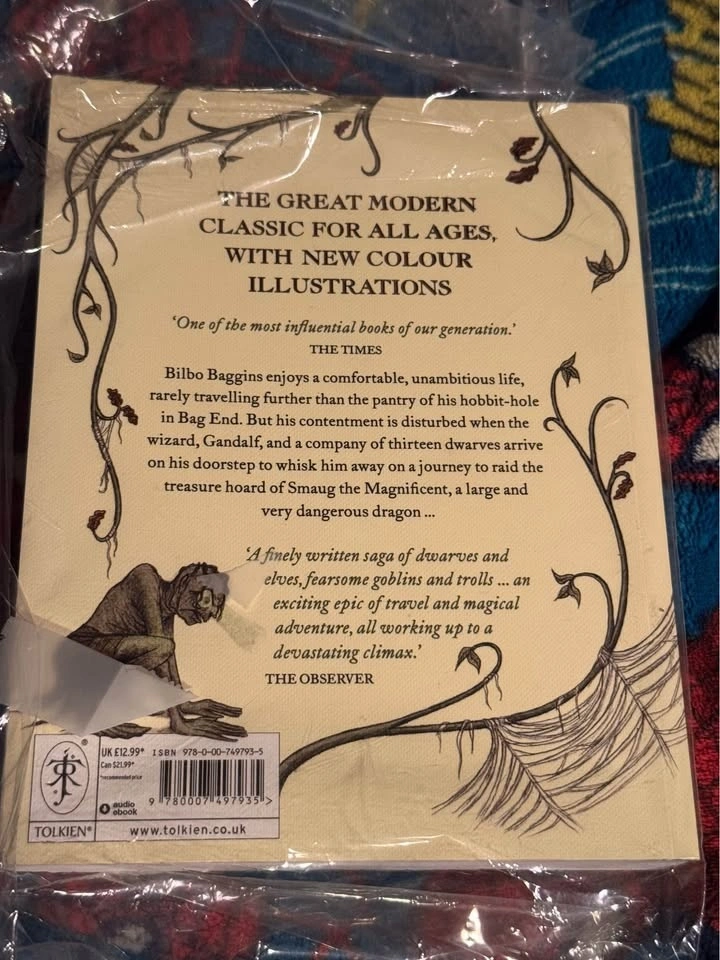 THE GREAT MODERN
CLASSIC FOR ALL AGES,
WITH NEW COLOUR
ILLUSTRATIONS
‘One of the most influential books of our generation.’
THE TIMES
Bilbo Baggins enjoys a comfortable, unambitious life,
rarely travelling further than the pantry of his hobbit-hole
in Bag End. But his contentment is disturbed when the
wizard, Gandalf, and a company of thirteen dwarves arrive
on his doorstep to whisk him away on a journey to raid the
treasure hoard of Smaug the Magnificent, a large and
very dangerous dragon ...
‘A finely written saga of dwarves and
elves, fearsome goblins and trolls ... an
exciting epic of travel and magical
adventure, all working up to a
devastating climax.’
THE OBSERVER
UK £12.99* ISBN 978-0-00-749793-5
Can $21.99*
*recommended price
audio
ebook
9 780007 497935 >
TOLKIEN®
www.tolkien.co.uk